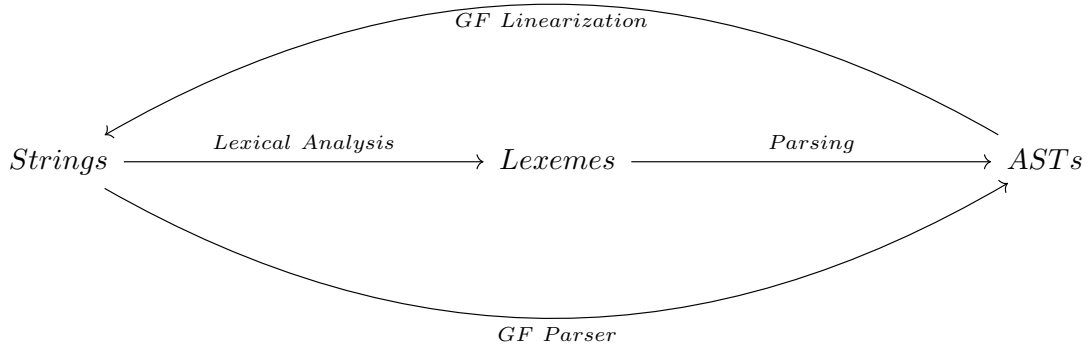 GF Linearization
Lexical Analysis
Parsing
Strings
Lexemes
ASTs
GF Parser